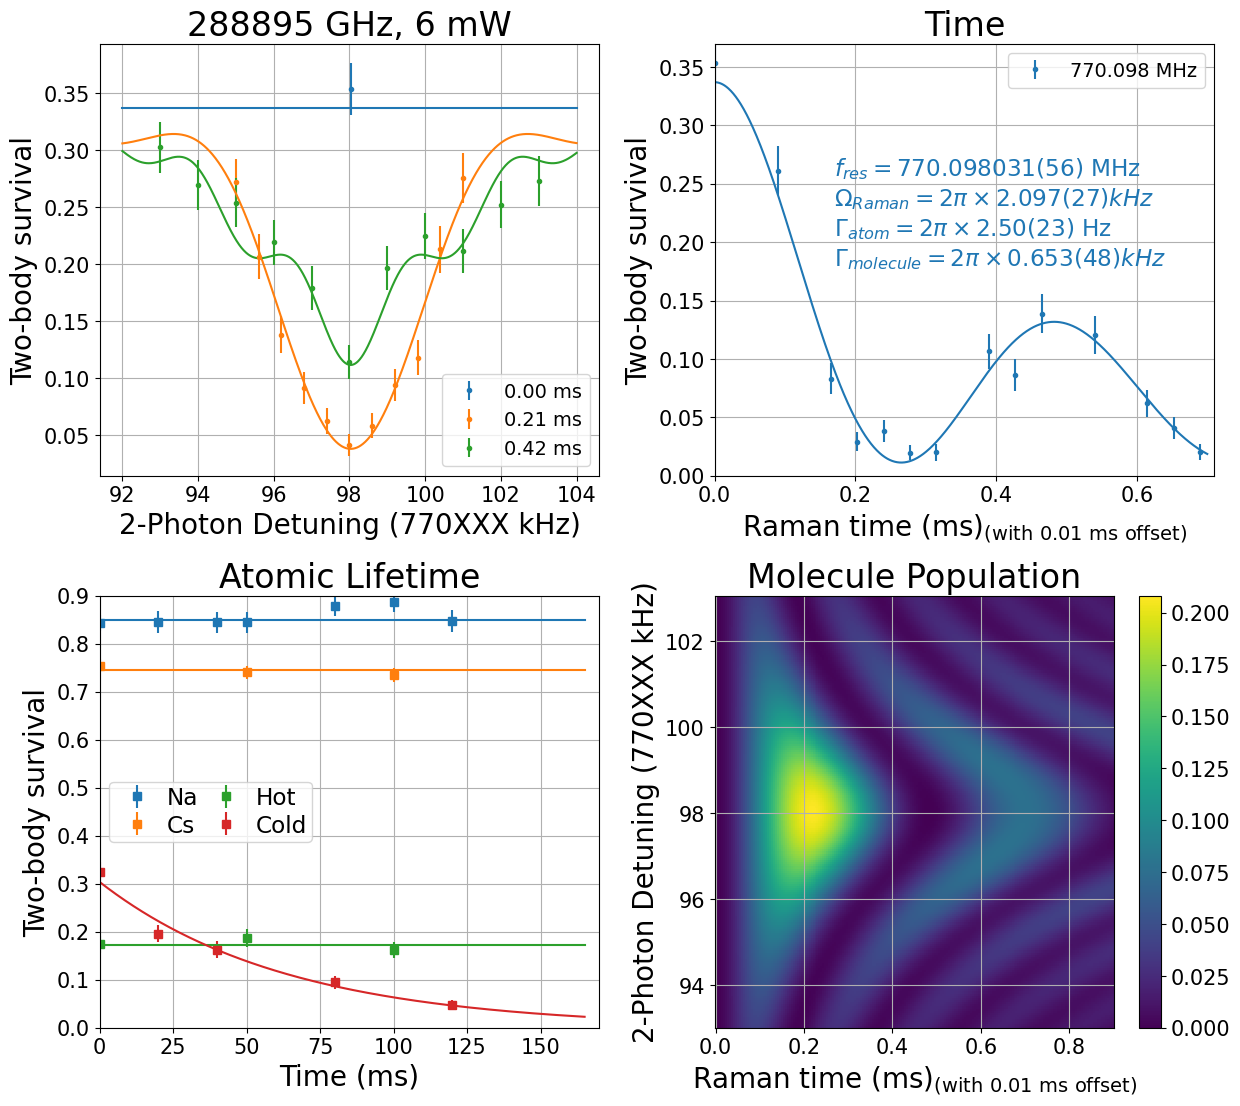 288895 GHz, 6 mW
Two-body survival
0.35
0.30
0.25
0.20
0.15
0.10
0.05
92 94 96 98 100 102 104
2-Photon Detuning (770XXX kHz)
0.00 ms
0.21 ms
0.42 ms
Time
Two-body survival
0.35
0.30
0.25
0.20
0.15
0.10
0.05
0.00
0.0 0.2 0.4 0.6
Raman time (ms)(with 0.01 ms offset)
770.098 MHz
f_res = 770.098031(56) MHz
Ω_Raman = 2π × 2.097(27)kHz
Γ_atom = 2π × 2.50(23) Hz
Γ_molecule = 2π × 0.653(48)kHz
Atomic Lifetime
Two-body survival
0.9
0.8
0.7
0.6
0.5
0.4
0.3
0.2
0.1
0.0
0 25 50 75 100 125 150
Time (ms)
Na Hot
Cs Cold
Molecule Population
2-Photon Detuning (770XXX kHz)
102
100
98
96
94
0.0 0.2 0.4 0.6 0.8
Raman time (ms)(with 0.01 ms offset)
0.200
0.175
0.150
0.125
0.100
0.075
0.050
0.025
0.000